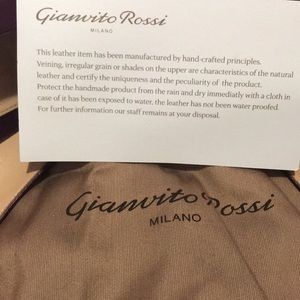 Gianvito Rossi
MILANO
This leather item has been manufactured by hand-crafted principles.
Veining, irregular grain or shades on the upper are characteristics of the natural
leather and certify the uniqueness and the peculiarity of the product.
Protect the handmade product from the rain and dry immediately with a cloth in
case of it has been exposed to water. the leather has not been water proofed.
For further information our staff remains at your disposal.
Gianvito Rossi
MILANO